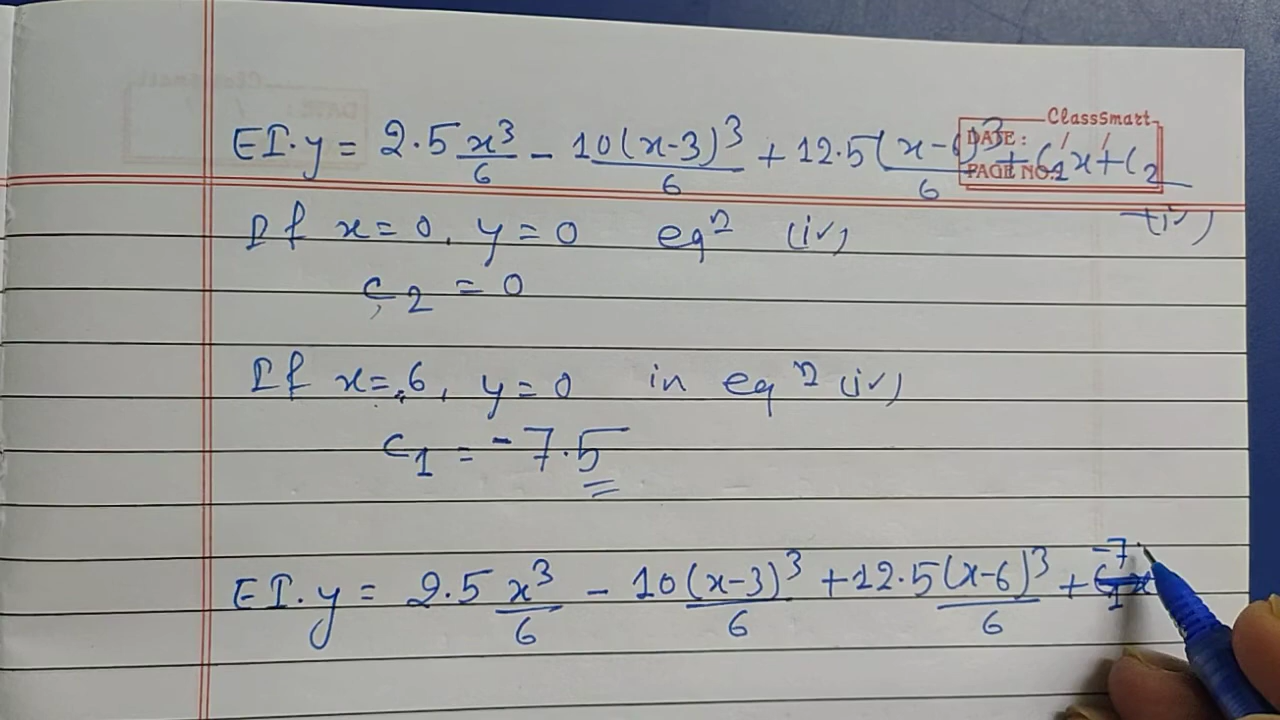 ClassSmart
DATE: / /
PAGE NO.
EI.y = 2.5 x³/6 - 10(x-3)³/6 + 12.5(x-6)³/6 + C₁x + C₂
(iv)
If x=0, y=0 eqⁿ (iv)
C₂ = 0
If x=6, y=0 in eqⁿ (iv)
C₁ = -7.5
EI.y = 2.5 x³/6 - 10(x-3)³/6 + 12.5(x-6)³/6 + C₁x
-7.